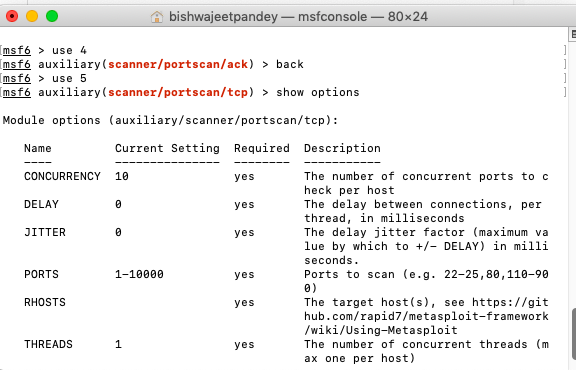 bishwajeetpandey — msfconsole — 80×24
[msf6 > use 4 ]
[msf6 auxiliary(scanner/portscan/ack) > back ]
[msf6 > use 5 ]
[msf6 auxiliary(scanner/portscan/tcp) > show options ]
Module options (auxiliary/scanner/portscan/tcp):
Name Current Setting Required Description
---- --------------- -------- -----------
CONCURRENCY 10 yes The number of concurrent ports to c
heck per host
DELAY 0 yes The delay between connections, per
thread, in milliseconds
JITTER 0 yes The delay jitter factor (maximum va
lue by which to +/- DELAY) in milli
seconds.
PORTS 1-10000 yes Ports to scan (e.g. 22-25,80,110-90
0)
RHOSTS yes The target host(s), see https://git
hub.com/rapid7/metasploit-framework
/wiki/Using-Metasploit
THREADS 1 yes The number of concurrent threads (m
ax one per host)